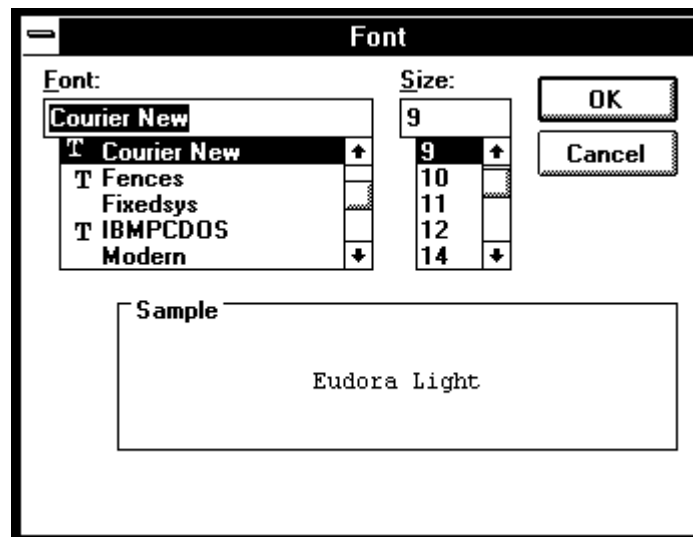 Font
Font: Size:
Courier New 9 OK
T Courier New 9 Cancel
T Fences 10
Fixedsys 11
T IBMPCDOS 12
Modern 14
Sample
Eudora Light